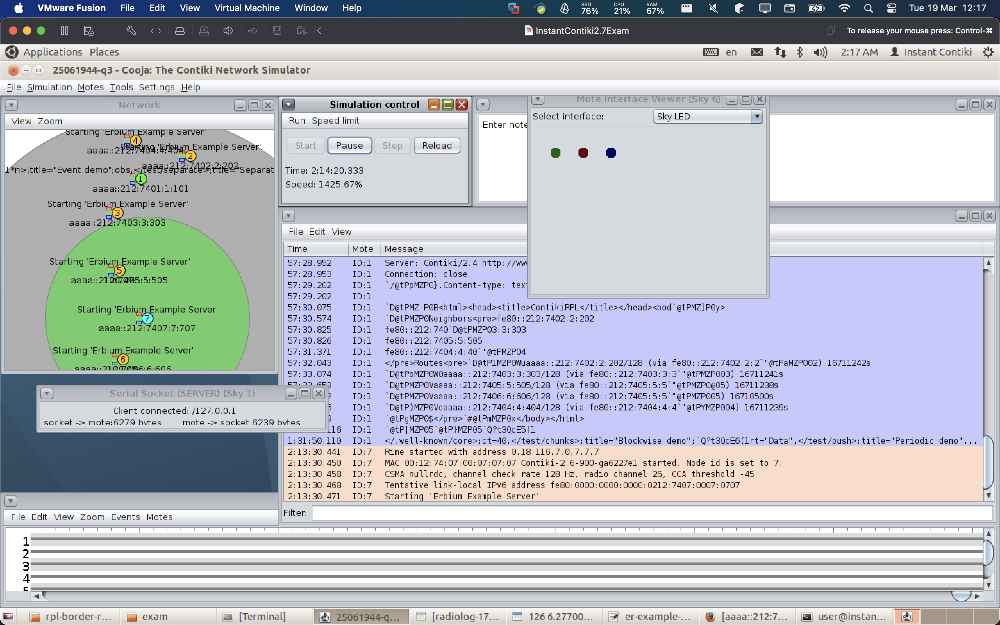 VMware Fusion File Edit View Virtual Machine Window Help SSD 76% CPU 21% RAM 67% Tue 19 Mar 12:17
InstantContiki2.7Exam To release your mouse press: Control-⌘
Applications Places en 2:17 AM Instant Contiki
25061944-q3 - Cooja: The Contiki Network Simulator
File Simulation Motes Tools Settings Help
Network
View Zoom
Starting 'Erbium Example Server'
4
Starting 'Erbium Example Server'
aaaa::212:7404:4:404
2
aaaa::212:7402:2:202
1*n>;title="Event demo";obs,</test/separate>;title="Separat
1
aaaa::212:7401:1:101
Starting 'Erbium Example Server'
3
aaaa::212:7403:3:303
Starting 'Erbium Example Server'
5
aaaa::212:7405:5:505
Starting 'Erbium Example Server'
7
aaaa::212:7407:7:707
Starting 'Erbium Example Server'
6
aaaa::212:7406:6:606
Simulation control
Run Speed limit
Start Pause Step Reload
Time: 2:14:20.333
Speed: 1425.67%
Enter note
Mote Interface Viewer (Sky 6)
Select interface: Sky LED
File Edit View
Time Mote Message
57:28.952 ID:1 Server: Contiki/2.4 http://ww
57:28.953 ID:1 Connection: close
57:29.202 ID:1 `/@tPpMZP0}.Content-type: tex
57:29.202 ID:1
57:30.075 ID:1 `D@tPMZ-P0B<html><head><title>ContikiRPL</title></head><bod`@tPMZ]P0y>
57:30.574 ID:1 `D@tPMZP0Neighbors<pre>fe80::212:7402:2:202
57:30.825 ID:1 fe80::212:740`D@tPMZP03:3:303
57:30.826 ID:1 fe80::212:7405:5:505
57:31.371 ID:1 fe80::212:7404:4:40`'@tPMZP04
57:32.043 ID:1 </pre>Routes<pre>`D@tPlMZP0Wuaaaa::212:7402:2:202/128 (via fe80::212:7402:2:2`"@tPaMZP002) 16711242s
57:33.074 ID:1 `D@tPoMZP0W0aaaa::212:7403:3:303/128 (via fe80::212:7403:3:3`"@tPMZP003) 16711241s
ID:1 `D@tPMZP0Vaaaa::212:7405:5:505/128 (via fe80::212:7405:5:5`"@tPMZP0@05) 16711238s
2 ID:1 `D@tPMZP0Vaaaa::212:7406:6:606/128 (via fe80::212:7405:5:5`"@tPMZP005) 16710500s
6 ID:1 `D@tP)MZP0Voaaaa::212:7404:4:404/128 (via fe80::212:7404:4:4`"@tPYMZP004) 16711239s
9 ID:1 `@tPgMZP0$</pre>`#@tPmMZP0x</body></html>
116 ID:1 `@tP|MZP05`@tP}MZP05`Q?t3QcE5(l
1:31:50.110 ID:1 </.well-known/core>;ct=40,</test/chunks>;title="Blockwise demo";`Q?t3QcE6(lrt="Data",</test/push>;title="Periodic demo"...
2:13:30.441 ID:7 Rime started with address 0.18.116.7.0.7.7.7
2:13:30.450 ID:7 MAC 00:12:74:07:00:07:07:07 Contiki-2.6-900-ga6227e1 started. Node id is set to 7.
2:13:30.458 ID:7 CSMA nullrdc, channel check rate 128 Hz, radio channel 26, CCA threshold -45
2:13:30.468 ID:7 Tentative link-local IPv6 address fe80:0000:0000:0000:0212:7407:0007:0707
2:13:30.471 ID:7 Starting 'Erbium Example Server'
Filter:
Serial Socket (SERVER) (Sky 1)
Client connected: /127.0.0.1
socket -> mote:6279 bytes mote -> socket 6239 bytes
File Edit View Zoom Events Motes
1
2
3
4
5
rpl-border-r... exam [Terminal] 25061944-q... [radiolog-17... 126 6.27700... er-example-... [aaaa::212:7... user@instan...